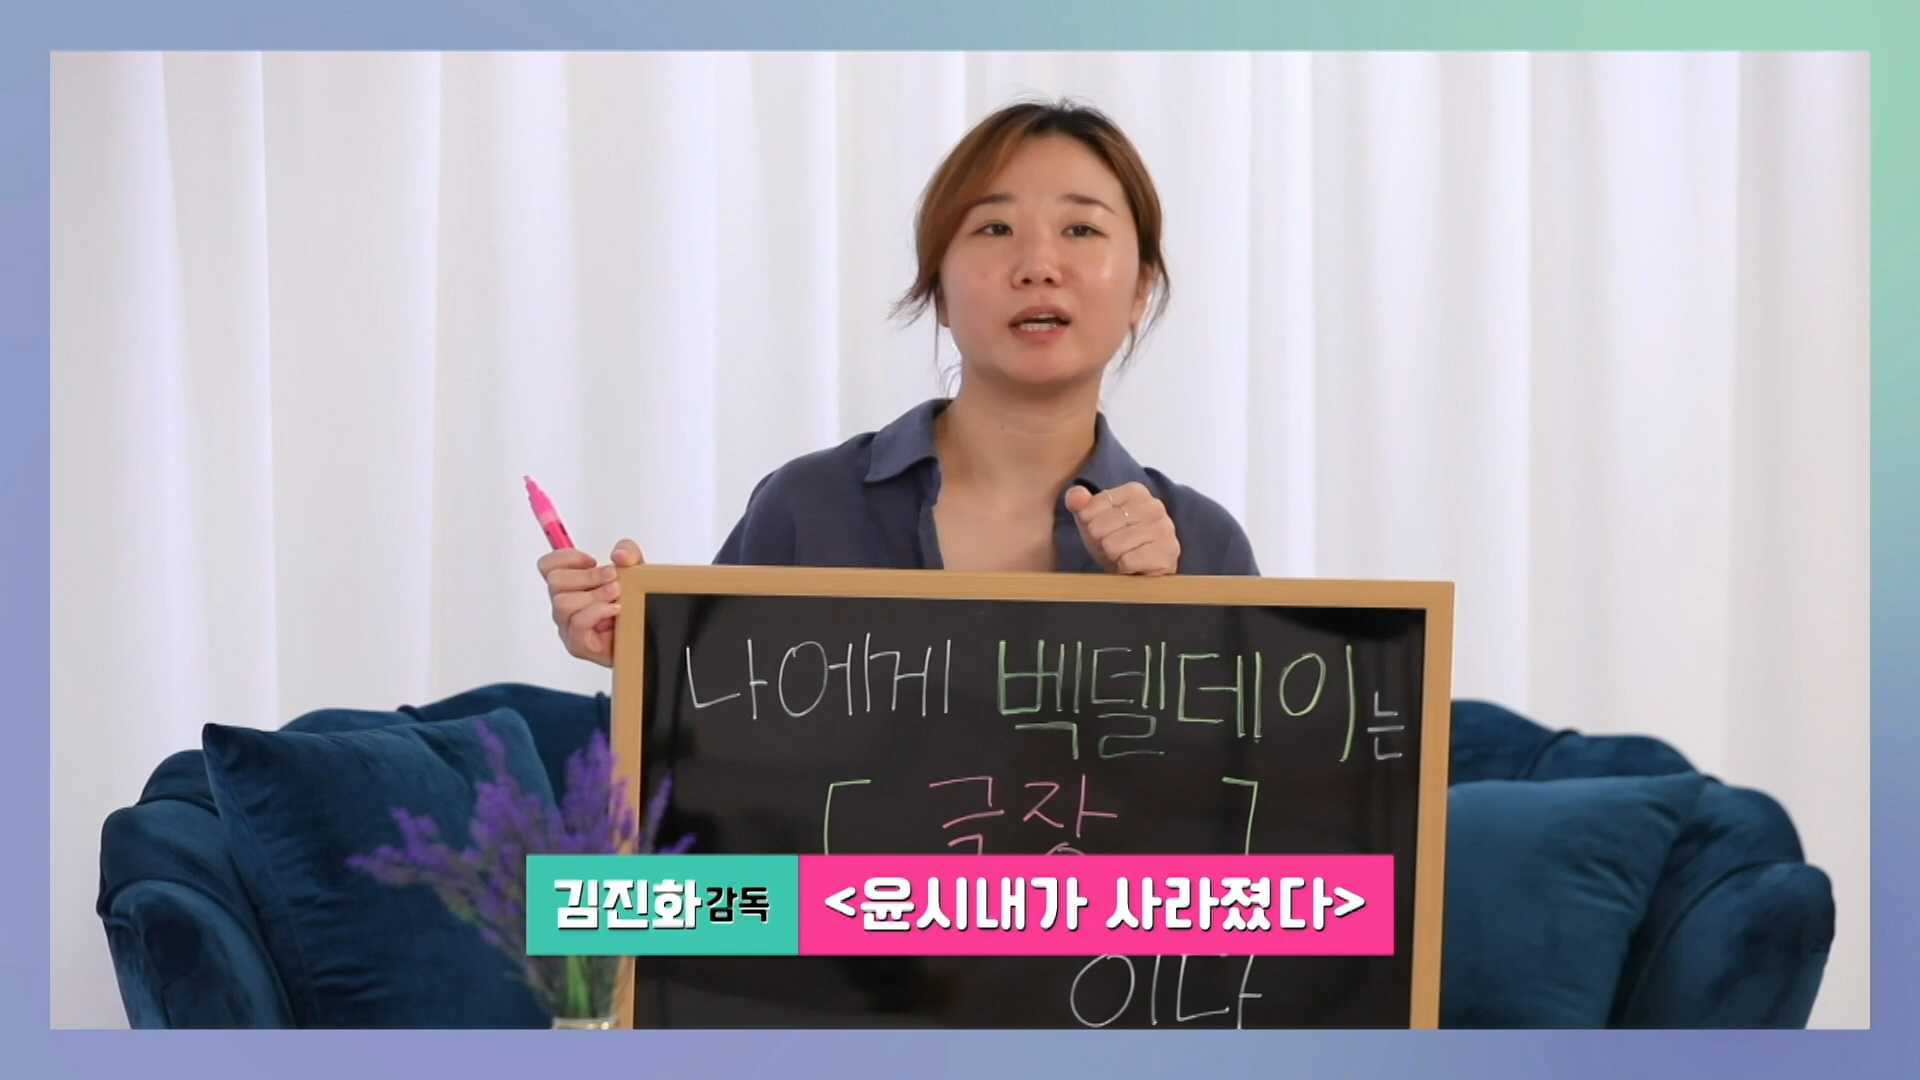 나에게 벡델데이는
[ 극장 ]
김진화 감독 <윤시내가 사라졌다>
이다